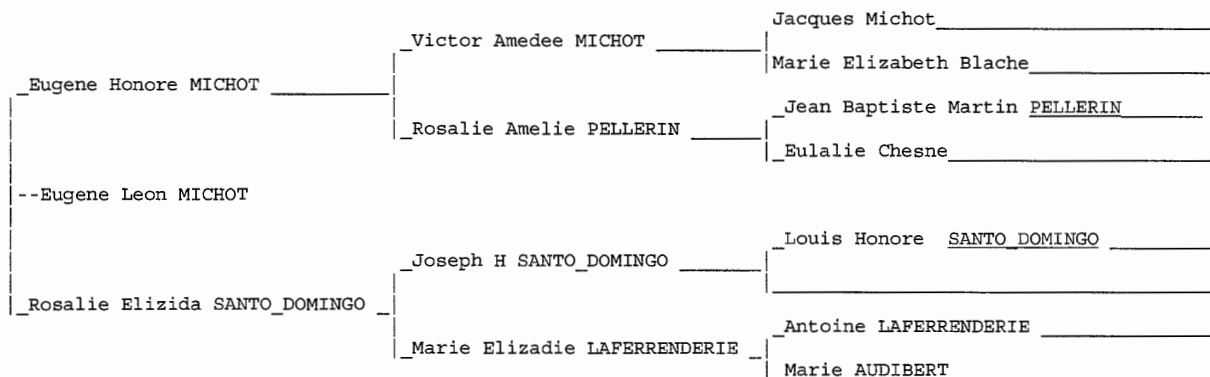 Jacques Michot
_Victor Amedee MICHOT
Marie Elizabeth Blache
_Eugene Honore MICHOT
_Jean Baptiste Martin PELLERIN
_Rosalie Amelie PELLERIN
_Eulalie Chesne
--Eugene Leon MICHOT
_Louis Honore SANTO_DOMINGO
_Joseph H SANTO_DOMINGO
_Rosalie Elizida SANTO_DOMINGO
_Antoine LAFERRENDERIE
_Marie Elizadie LAFERRENDERIE
Marie AUDIBERT